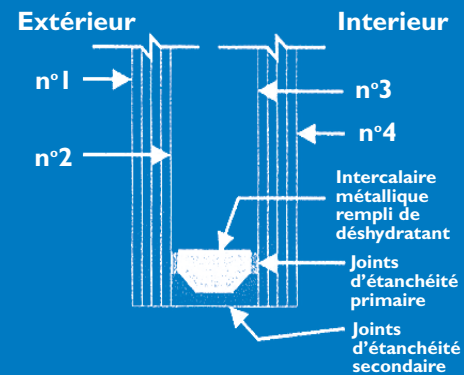 Extérieur
Interieur
n°1
n°3
n°4
n°2
Intercalaire
métallique
rempli de
déshydratant
Joints
d'étanchéité
primaire
Joints
d'étanchéité
secondaire